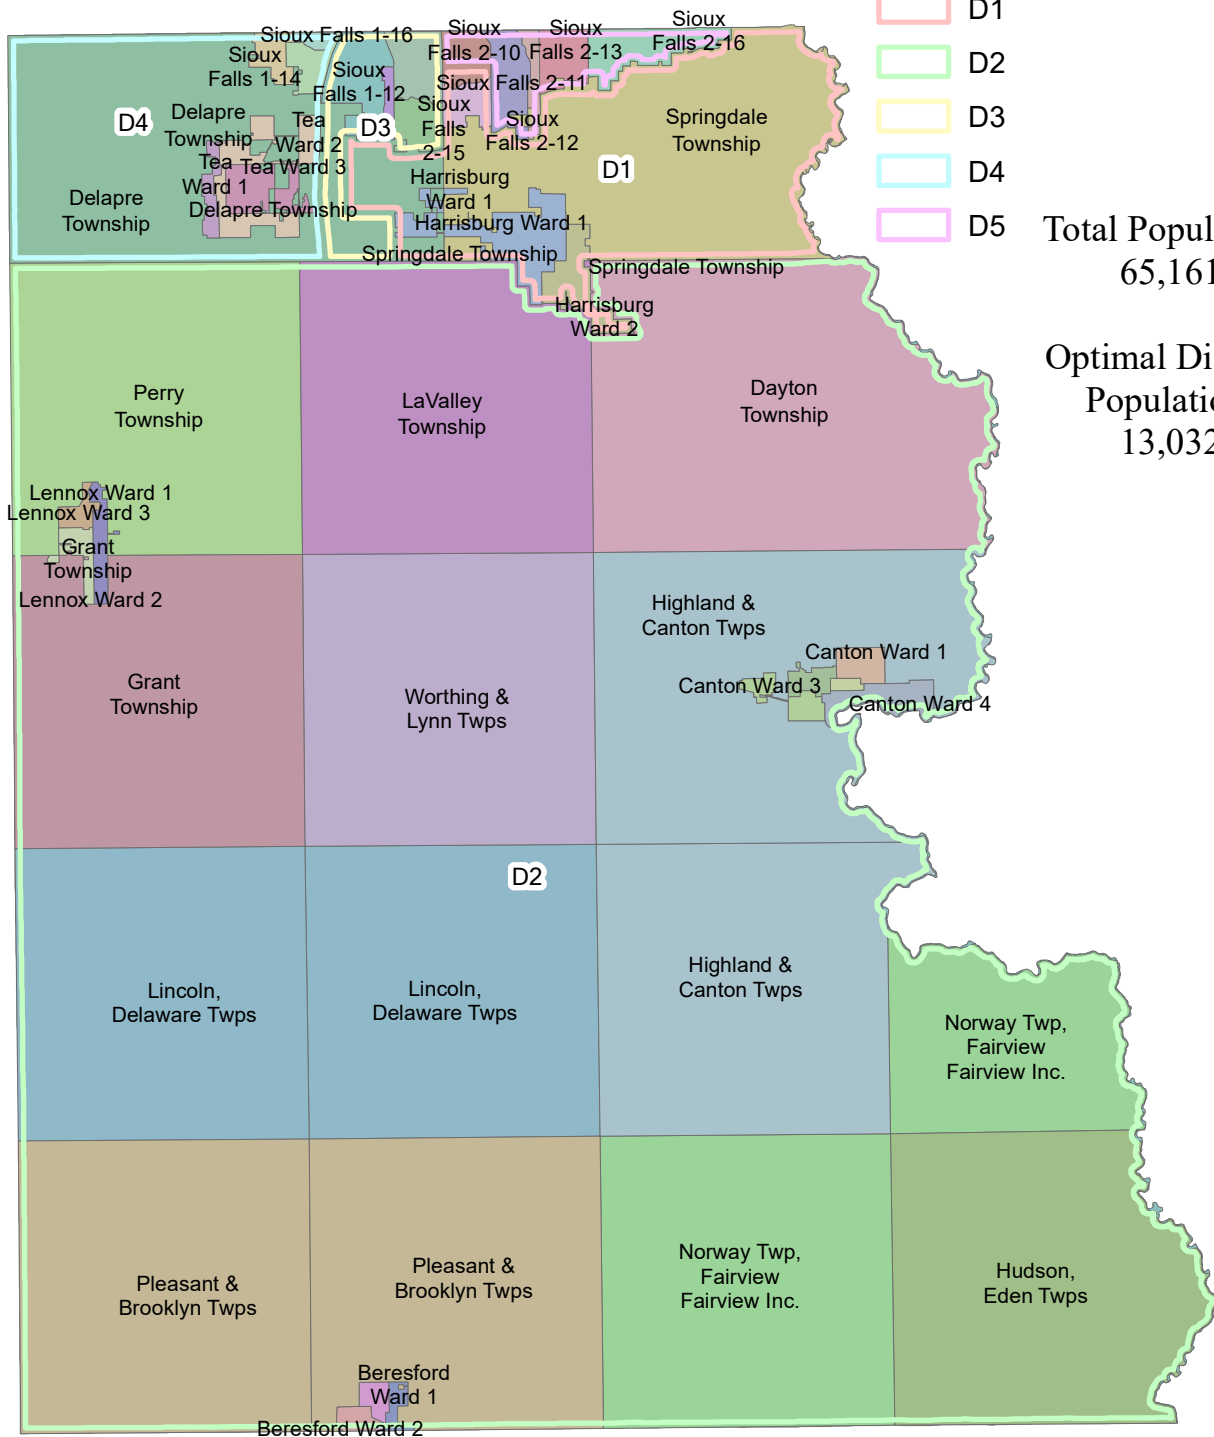 D1
D2
D3
D4
D5
Total Popul
65,161
Optimal Di
Populatio
13,032
Sioux Falls 1-16
Sioux
Falls 1-14
Sioux
Falls 1-12
Sioux
Falls 2-10
Sioux
Falls 2-13
Sioux
Falls 2-16
Sioux Falls 2-11
Sioux
Falls
2-15
Sioux
Falls 2-12
D4
D3
D1
Delapre
Township
Tea
Ward 2
Tea
Ward 1
Tea Ward 3
Delapre
Township
Delapre Township
Springdale
Township
Harrisburg
Ward 1
Harrisburg Ward 1
Springdale Township
Springdale Township
Harrisburg
Ward 2
Perry
Township
LaValley
Township
Dayton
Township
Lennox Ward 1
Lennox Ward 3
Grant
Township
Lennox Ward 2
Grant
Township
Worthing &
Lynn Twps
Highland &
Canton Twps
Canton Ward 1
Canton Ward 3
Canton Ward 4
D2
Lincoln,
Delaware Twps
Lincoln,
Delaware Twps
Highland &
Canton Twps
Norway Twp,
Fairview
Fairview Inc.
Pleasant &
Brooklyn Twps
Pleasant &
Brooklyn Twps
Norway Twp,
Fairview
Fairview Inc.
Hudson,
Eden Twps
Beresford
Ward 1
Beresford Ward 2